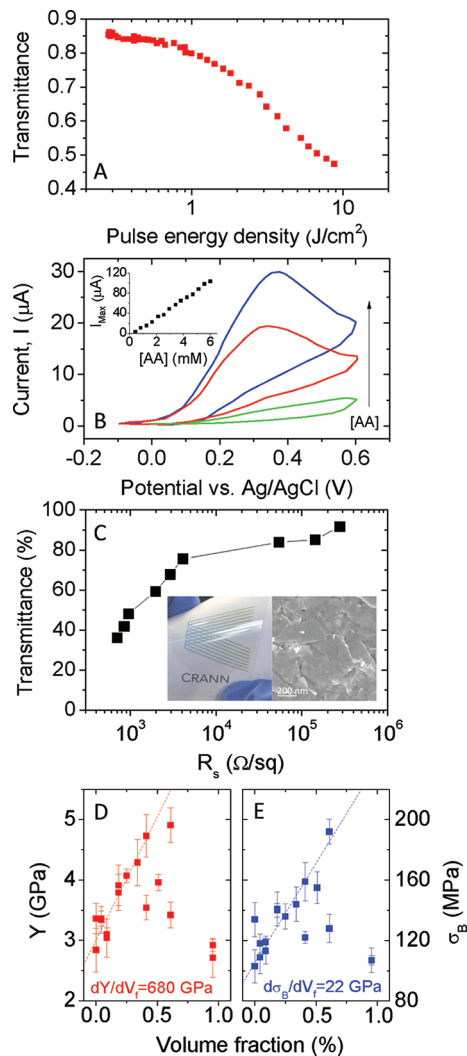 0.9
0.8
0.7
0.6
0.5
0.4
Transmittance
A
1
10
Pulse energy density (J/cm²)
30
20
10
0
Current, I (μA)
120
80
40
0
I_Max (μA)
0 2 4 6
[AA] (mM)
[AA]
B
-0.2 0.0 0.2 0.4 0.6
Potential vs. Ag/AgCl (V)
100
80
60
40
20
0
Transmittance (%)
C
CRANN
200 nm
10³ 10⁴ 10⁵ 10⁶
R_s (Ω/sq)
5
4
3
2
Y (GPa)
D
dY/dV_f=680 GPa
0.0 0.5 1.0
E
dσ_B/dV_f=22 GPa
0.0 0.5 1.0
200
160
120
80
σ_B (MPa)
Volume fraction (%)